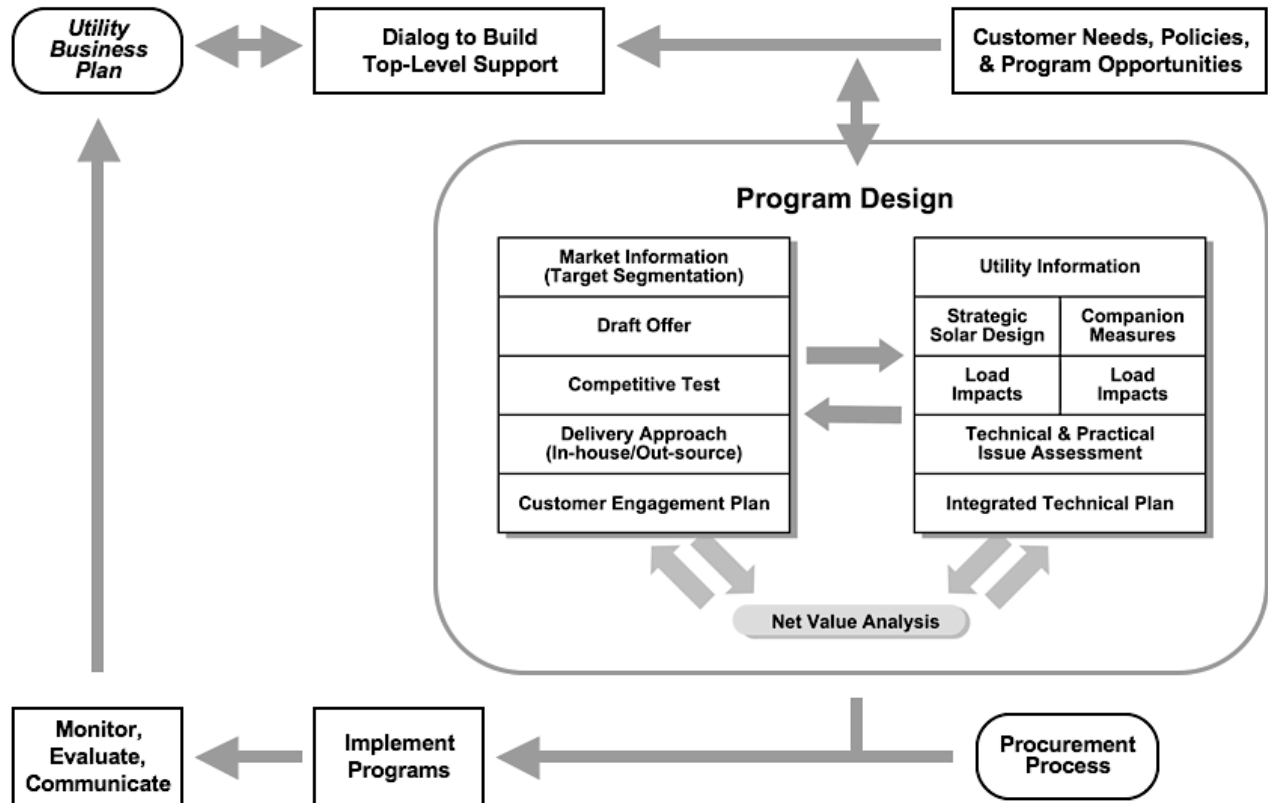 Utility
Business
Plan
Dialog to Build
Top-Level Support
Customer Needs, Policies,
& Program Opportunities
Program Design
Market Information
(Target Segmentation)
Draft Offer
Competitive Test
Delivery Approach
(In-house/Out-source)
Customer Engagement Plan
Utility Information
Strategic
Solar Design
Companion
Measures
Load
Impacts
Load
Impacts
Technical & Practical
Issue Assessment
Integrated Technical Plan
Net Value Analysis
Monitor,
Evaluate,
Communicate
Implement
Programs
Procurement
Process